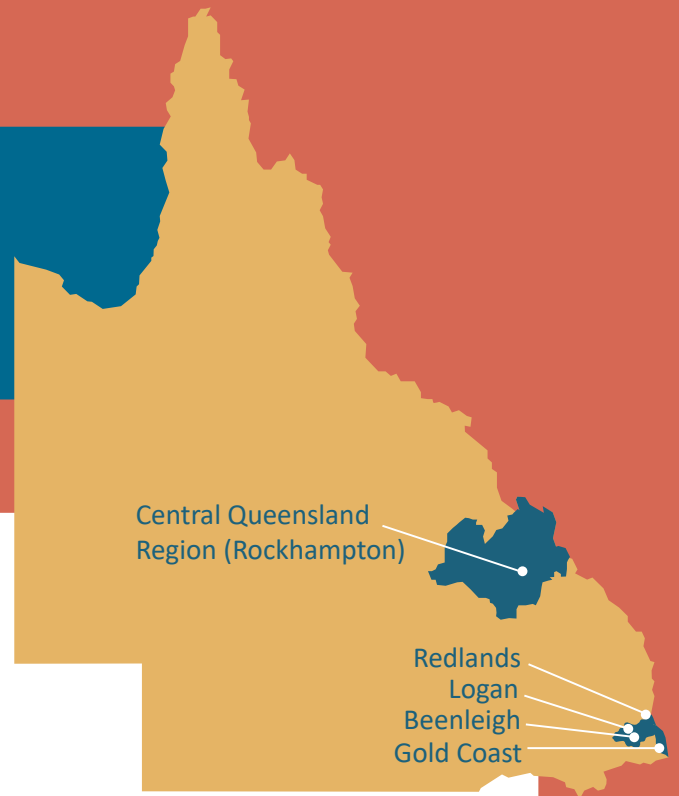 Central Queensland
Region (Rockhampton)
Redlands
Logan
Beenleigh
Gold Coast